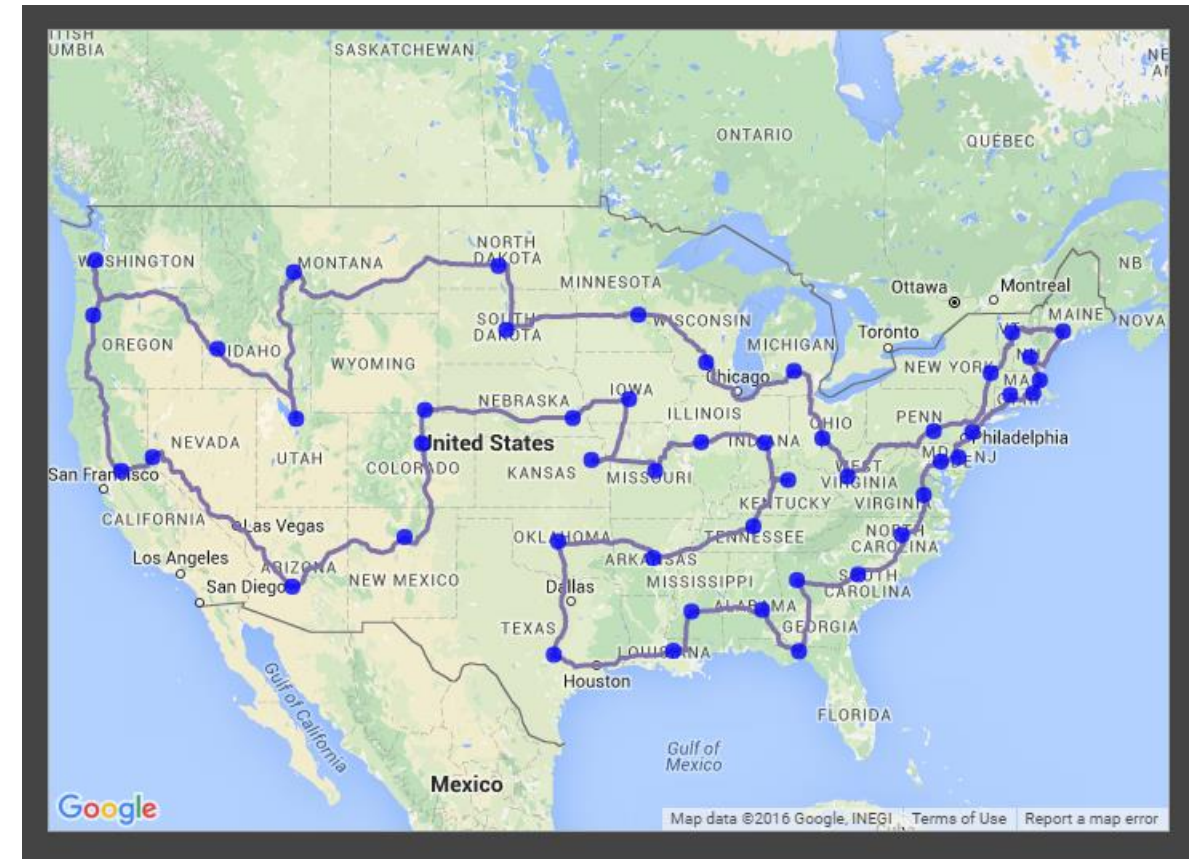 UMBIA
SASKATCHEWAN
ONTARIO
QUÉBEC
NB
NOVA
WASHINGTON
MONTANA
NORTH
DAKOTA
MINNESOTA
Ottawa
Montreal
MAINE
VT
OREGON
IDAHO
SOUTH
DAKOTA
WISCONSIN
MICHIGAN
Toronto
NEW YORK
WYOMING
Chicago
MA
IOWA
NEBRASKA
ILLINOIS
OHIO
PENN
Philadelphia
NEVADA
UTAH
United States
COLORADO
INDIANA
MD
NJ
San Francisco
KANSAS
MISSOURI
WEST
VIRGINIA
KENTUCKY
VIRGINIA
CALIFORNIA
Las Vegas
OKLAHOMA
TENNESSEE
NORTH
CAROLINA
Los Angeles
ARIZONA
NEW MEXICO
ARKANSAS
MISSISSIPPI
SOUTH
CAROLINA
San Diego
Dallas
ALABAMA
TEXAS
GEORGIA
LOUISIANA
Houston
FLORIDA
Gulf of California
Gulf of
Mexico
Mexico
Google
Map data ©2016 Google, INEGI
Terms of Use
Report a map error